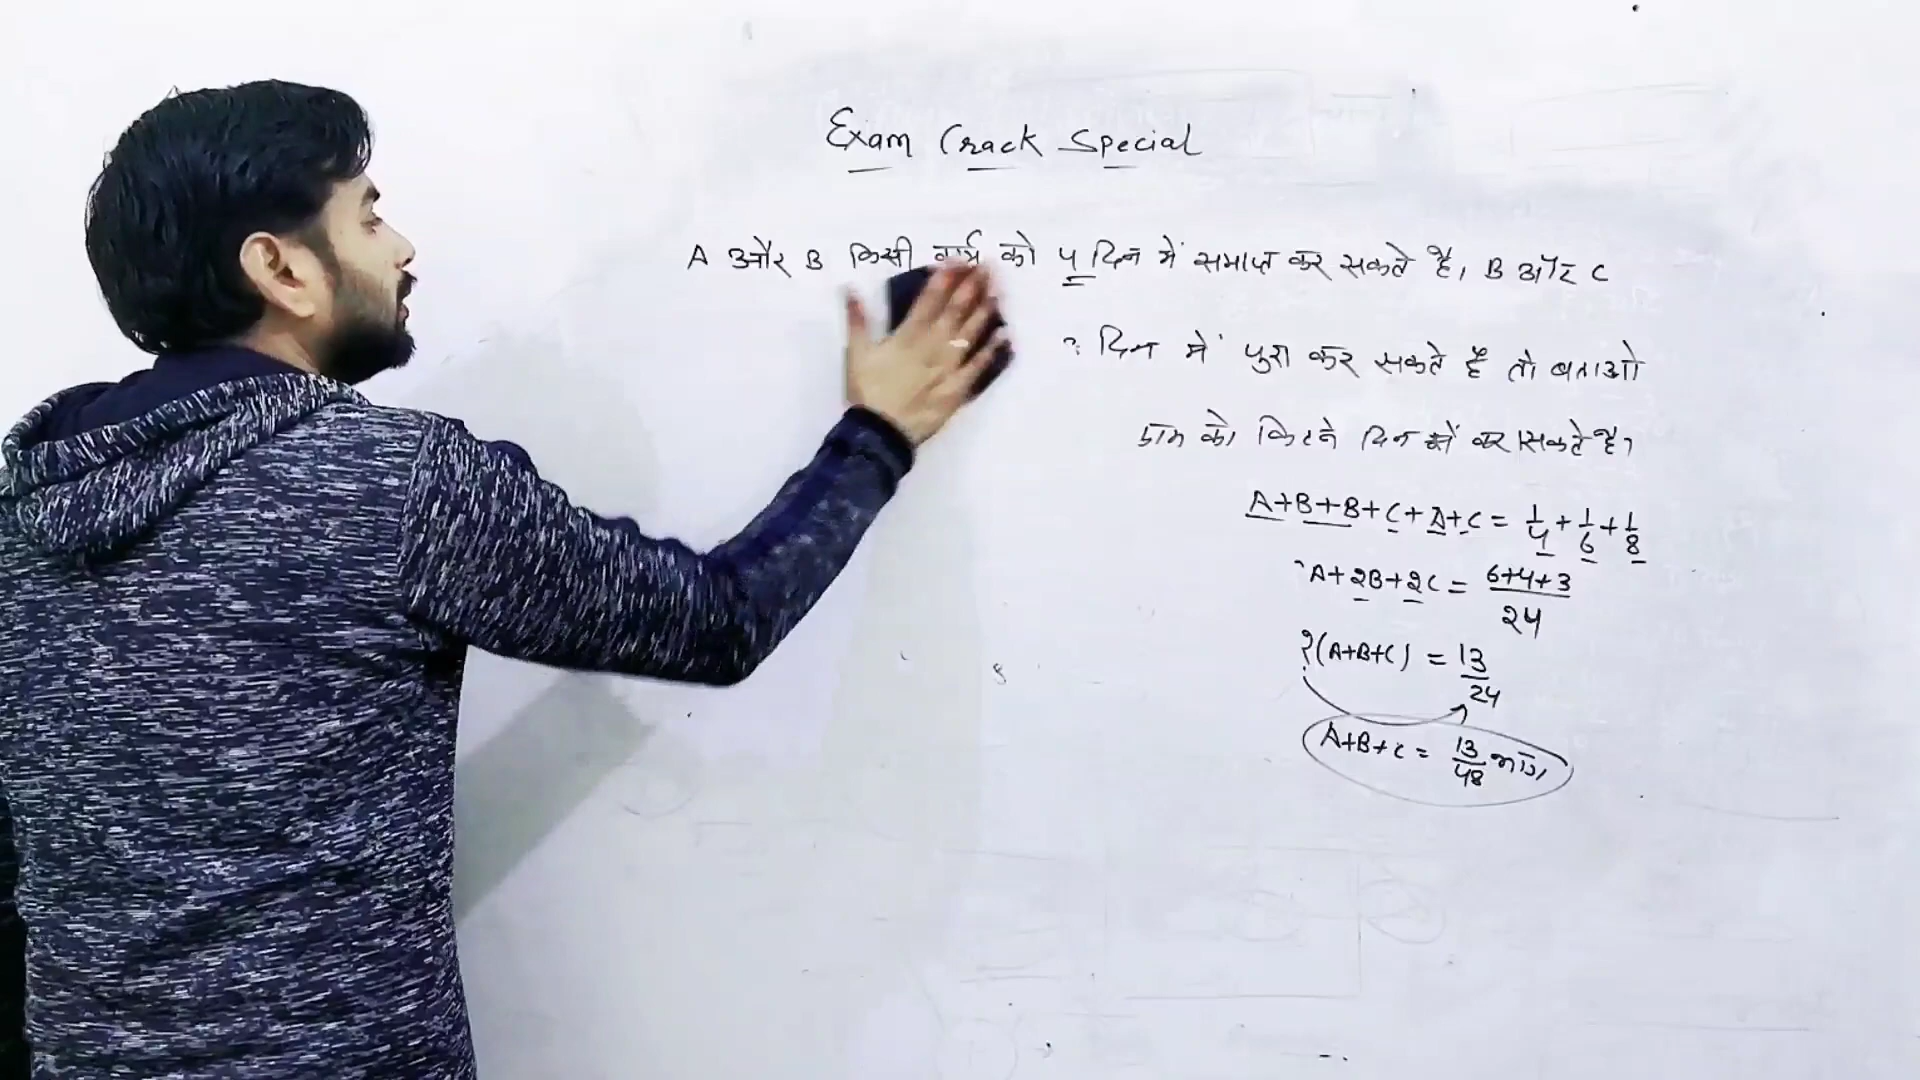 Exam Crack Special
A और B किसी कार्य को 4 दिन में समाप्त कर सकते है, B और C
दिन में पुरा कर सकते है तो बताओ
काम को कितने दिन में कर सकते है,
A+B+B+C+A+C = 1/4 + 1/6 + 1/8
A+2B+2C = 6+4+3/24
2(A+B+C) = 13/24
A+B+C = 13/48 भाग